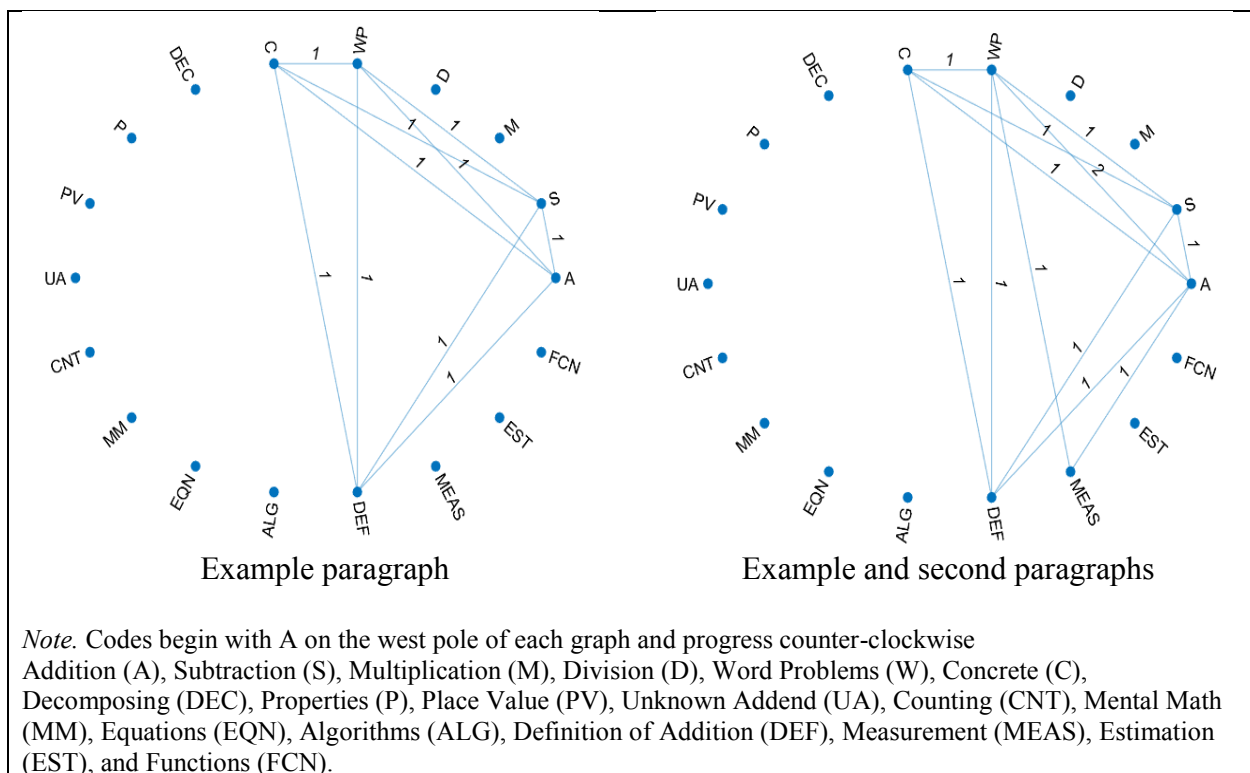 C
1
WP
DEC
D
P
M
1
1
1
1
PV
S
1
UA
A
1
1
CNT
1
FCN
1
MM
EST
EQN
MEAS
ALG
DEF
Example paragraph
C
1
WP
DEC
D
P
M
1
1
1
2
PV
S
1
UA
A
1
1
1
CNT
1
FCN
1
1
MM
EST
EQN
MEAS
ALG
DEF
Example and second paragraphs
Note. Codes begin with A on the west pole of each graph and progress counter-clockwise
Addition (A), Subtraction (S), Multiplication (M), Division (D), Word Problems (W), Concrete (C),
Decomposing (DEC), Properties (P), Place Value (PV), Unknown Addend (UA), Counting (CNT), Mental Math
(MM), Equations (EQN), Algorithms (ALG), Definition of Addition (DEF), Measurement (MEAS), Estimation
(EST), and Functions (FCN).